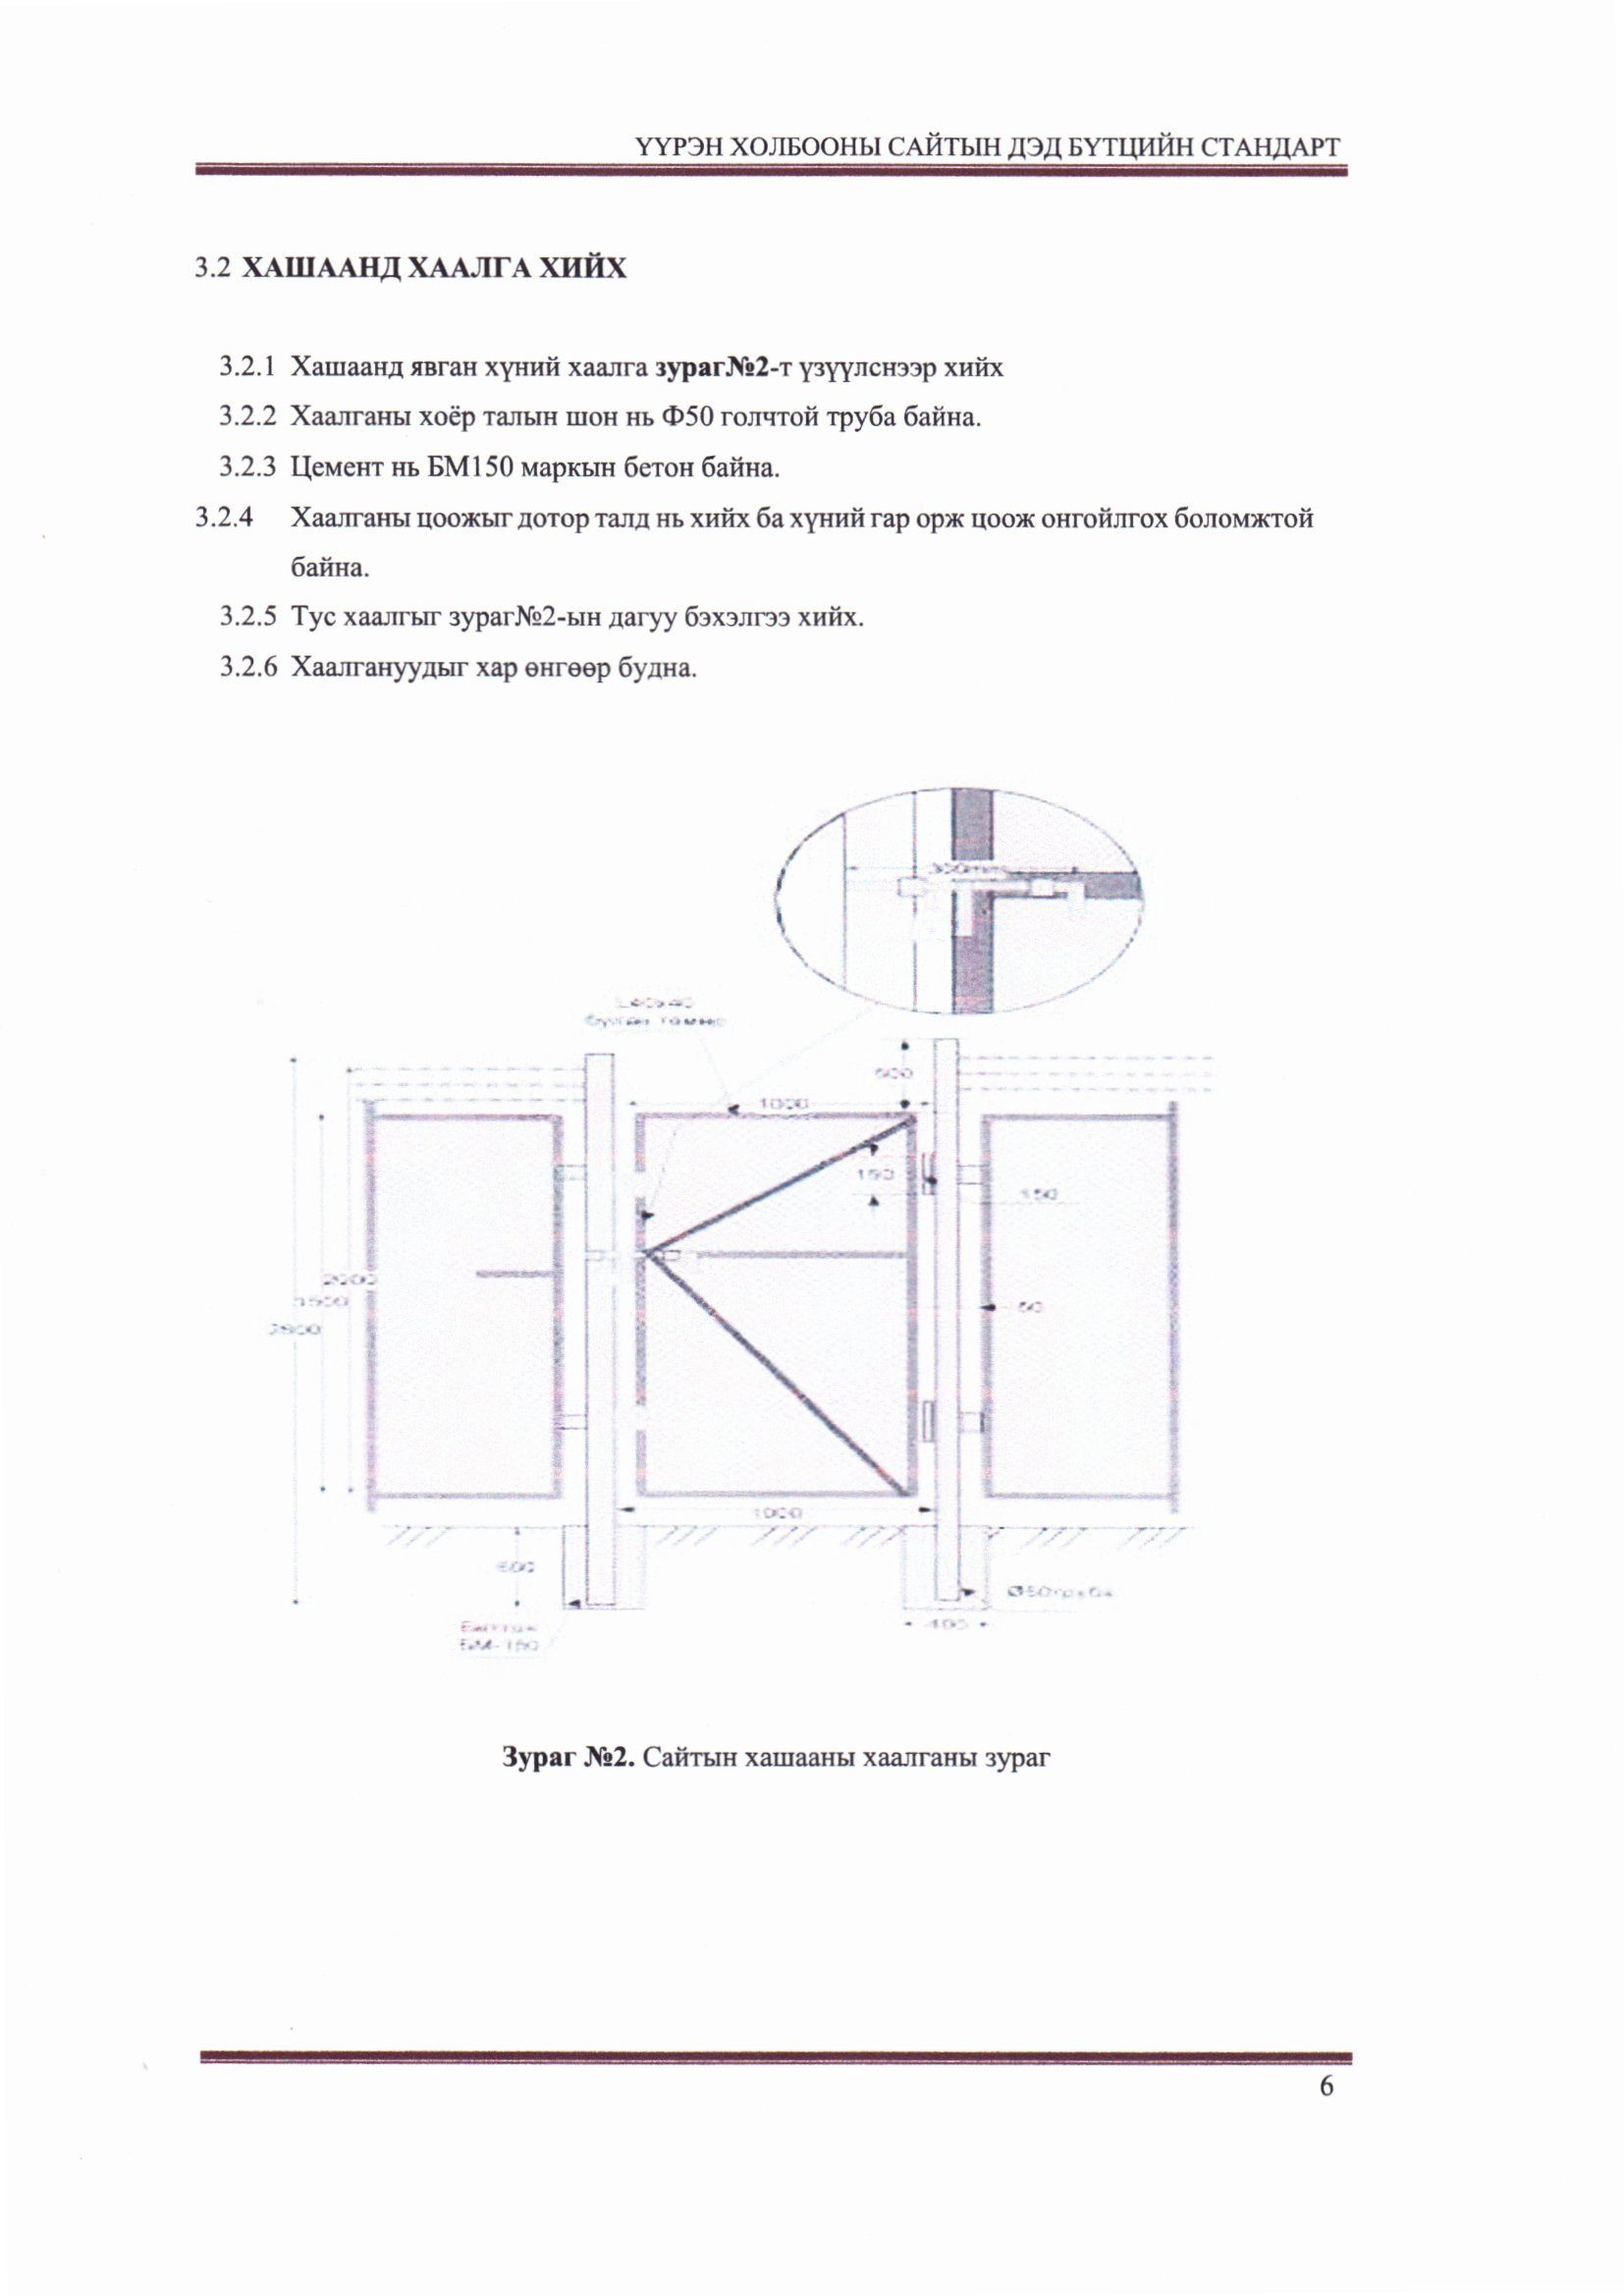 ҮҮРЭН ХОЛБООНЫ САЙТЫН ДЭД БҮТЦИЙН СТАНДАРТ
3.2 ХАШААНД ХААЛГА ХИЙХ
3.2.1 Хашаанд явган хүний хаалга зураг№2-т үзүүлснээр хийх
3.2.2 Хаалганы хоёр талын шон нь Ф50 голчтой труба байна.
3.2.3 Цемент нь БМ150 маркын бетон байна.
3.2.4 Хаалганы цоожыг дотор талд нь хийх ба хүний гар орж цоож онгойлгох боломжтой
байна.
3.2.5 Тус хаалгыг зураг№2-ын дагуу бэхэлгээ хийх.
3.2.6 Хаалгануудыг хар өнгөөр будна.
1000
150
150
50
1000
400
БМ-150
Зураг №2. Сайтын хашааны хаалганы зураг
6